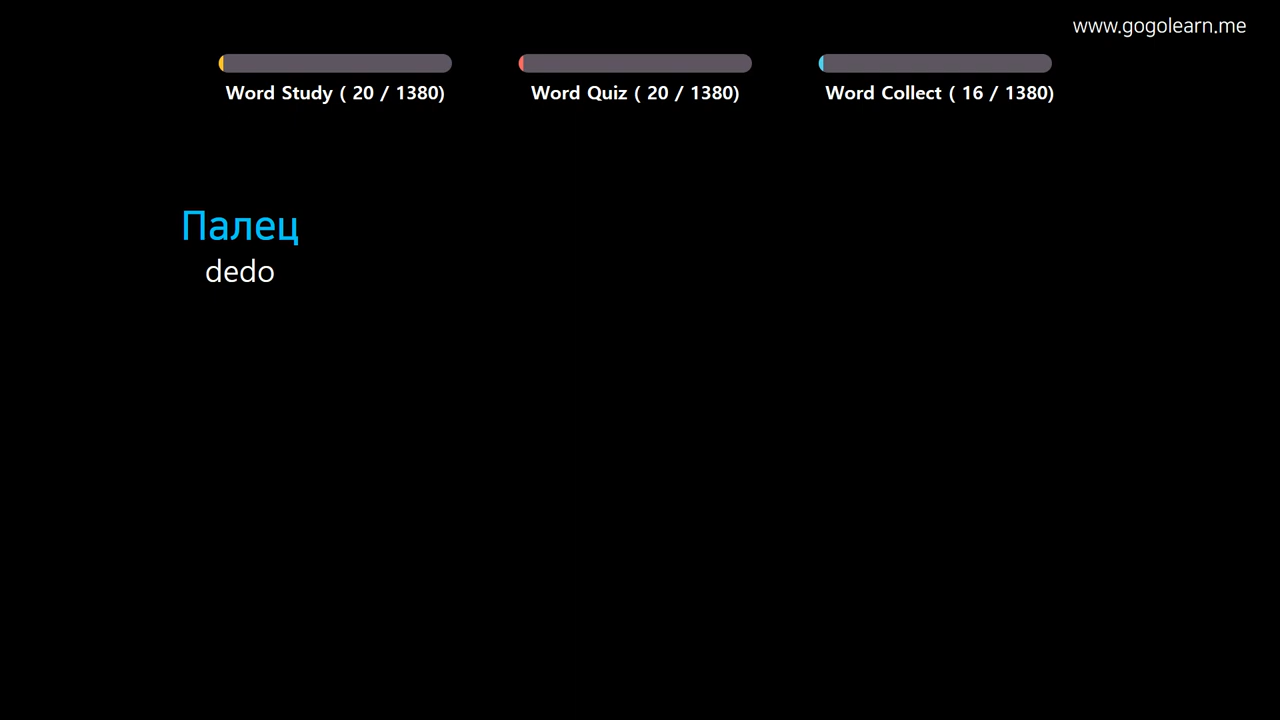 www.gogolearn.me
Word Study ( 20 / 1380)
Word Quiz ( 20 / 1380)
Word Collect ( 16 / 1380)
Палец
dedo